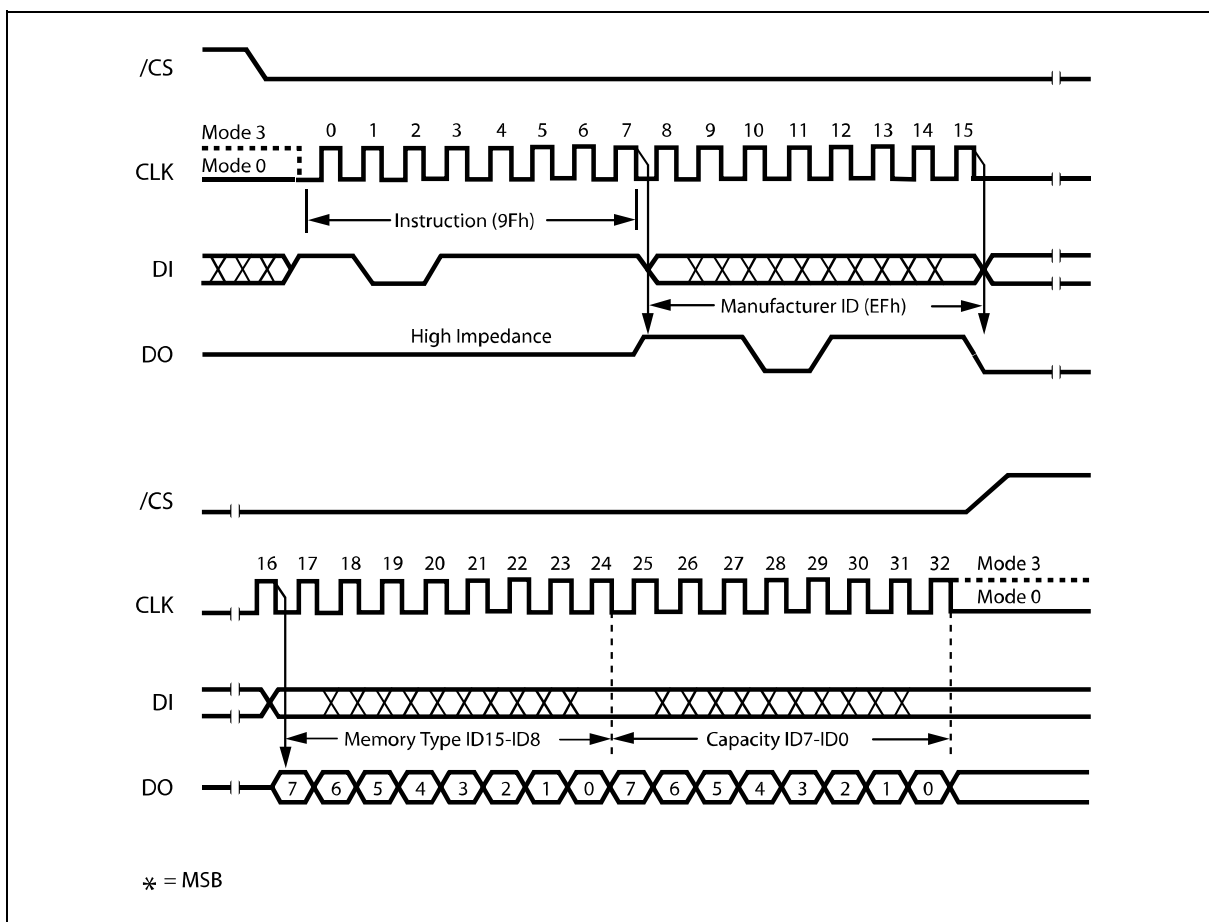 /CS
Mode 3
0 1 2 3 4 5 6 7 8 9 10 11 12 13 14 15
Mode 0
CLK
Instruction (9Fh)
DI
Manufacturer ID (EFh)
High Impedance
DO
/CS
16 17 18 19 20 21 22 23 24 25 26 27 28 29 30 31 32
Mode 3
Mode 0
CLK
DI
Memory Type ID15-ID8
Capacity ID7-ID0
DO
7 6 5 4 3 2 1 0 7 6 5 4 3 2 1 0
* = MSB